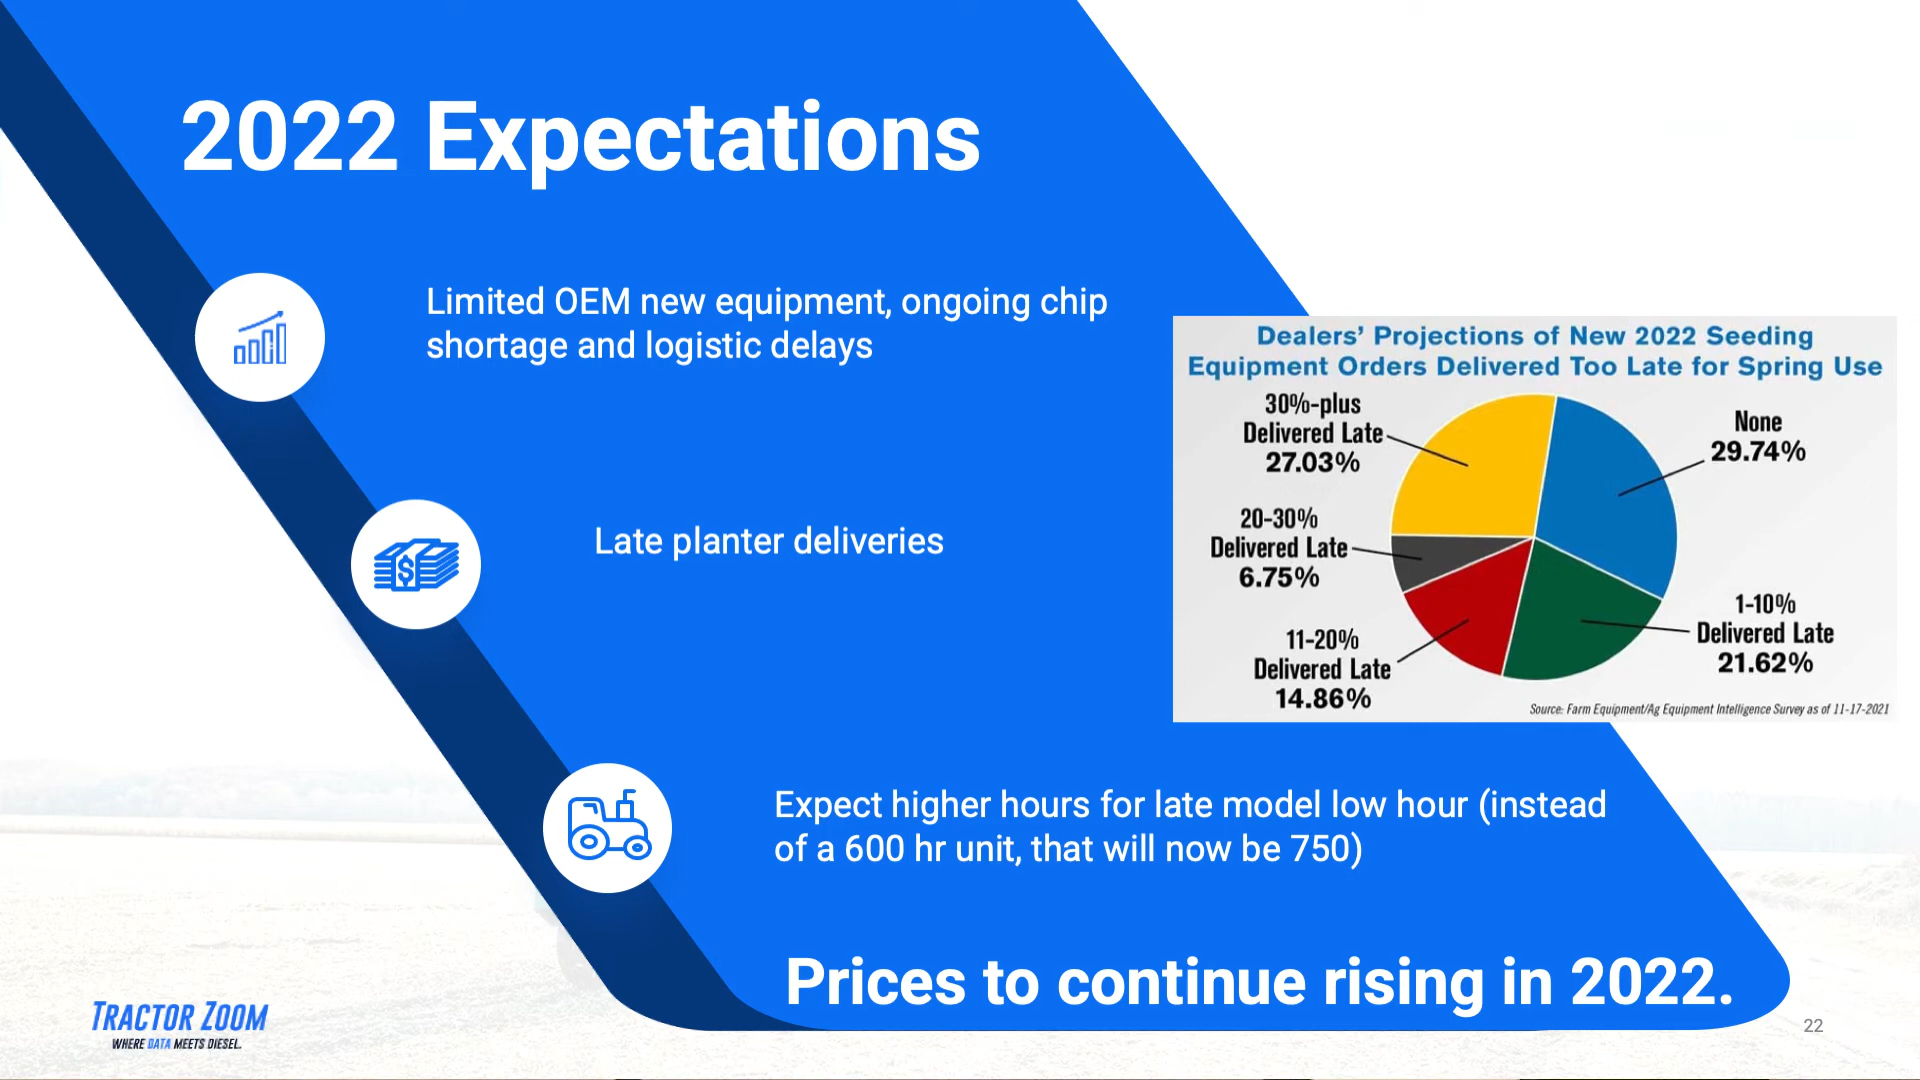 2022 Expectations
Limited OEM new equipment, ongoing chip
shortage and logistic delays
Late planter deliveries
Expect higher hours for late model low hour (instead
of a 600 hr unit, that will now be 750)
Prices to continue rising in 2022.
Dealers’ Projections of New 2022 Seeding
Equipment Orders Delivered Too Late for Spring Use
30%-plus
Delivered Late
27.03%
None
29.74%
20-30%
Delivered Late
6.75%
1-10%
Delivered Late
21.62%
11-20%
Delivered Late
14.86%
Source: Farm Equipment/Ag Equipment Intelligence Survey as of 11-17-2021
TRACTOR ZOOM
WHERE DATA MEETS DIESEL.
22